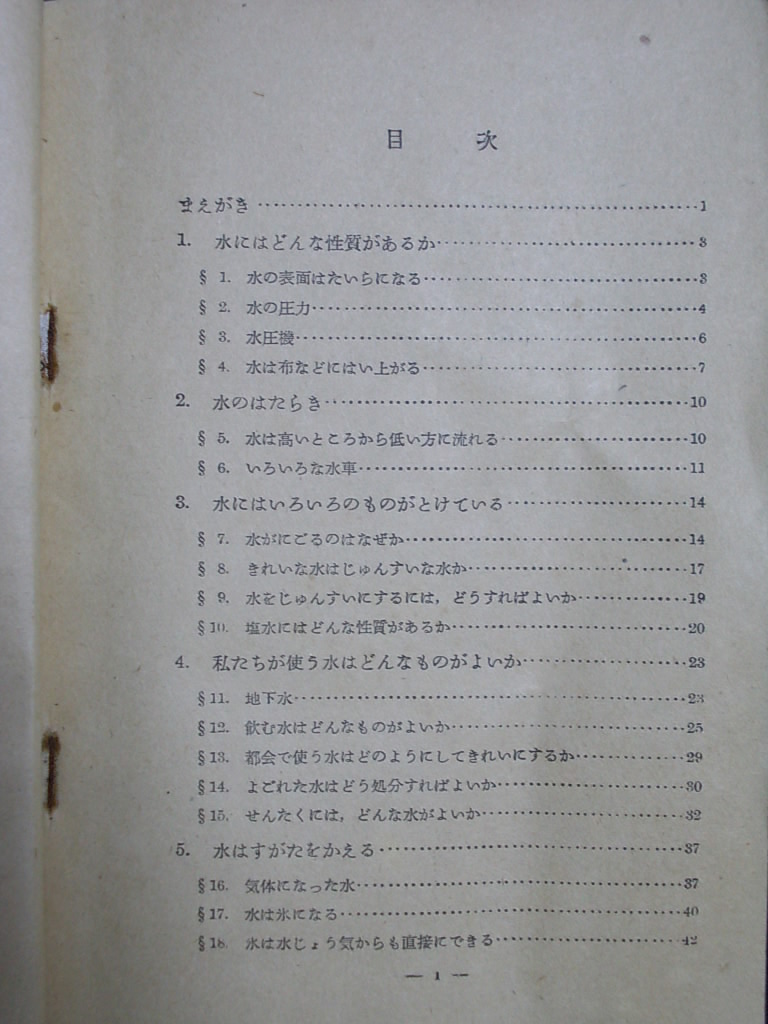 目 次
まえがき……………………………………1
1. 水にはどんな性質があるか……………………3
§ 1. 水の表面はたいらになる……………………3
§ 2. 水の圧力……………………………………4
§ 3. 水圧機……………………………………6
§ 4. 水は布などにはい上がる……………………7
2. 水のはたらき……………………………………10
§ 5. 水は高いところから低い方に流れる……………10
§ 6. いろいろな水車……………………………11
3. 水にはいろいろのものがとけている……………14
§ 7. 水がにごるのはなぜか……………………14
§ 8. きれいな水はじゅんすいな水か……………17
§ 9. 水をじゅんすいにするには，どうすればよいか………19
§10. 塩水にはどんな性質があるか……………20
4. 私たちが使う水はどんなものがよいか……………23
§11. 地下水……………………………………23
§12. 飲む水はどんなものがよいか……………25
§13. 都会で使う水はどのようにしてきれいにするか………29
§14. よごれた水はどう処分すればよいか……………30
§15. せんたくには，どんな水がよいか……………32
5. 水はすがたをかえる……………………………37
§16. 気体になった水……………………………37
§17. 水は氷になる……………………………40
§18. 氷は水じょう気からも直接にできる……………42
— 1 —